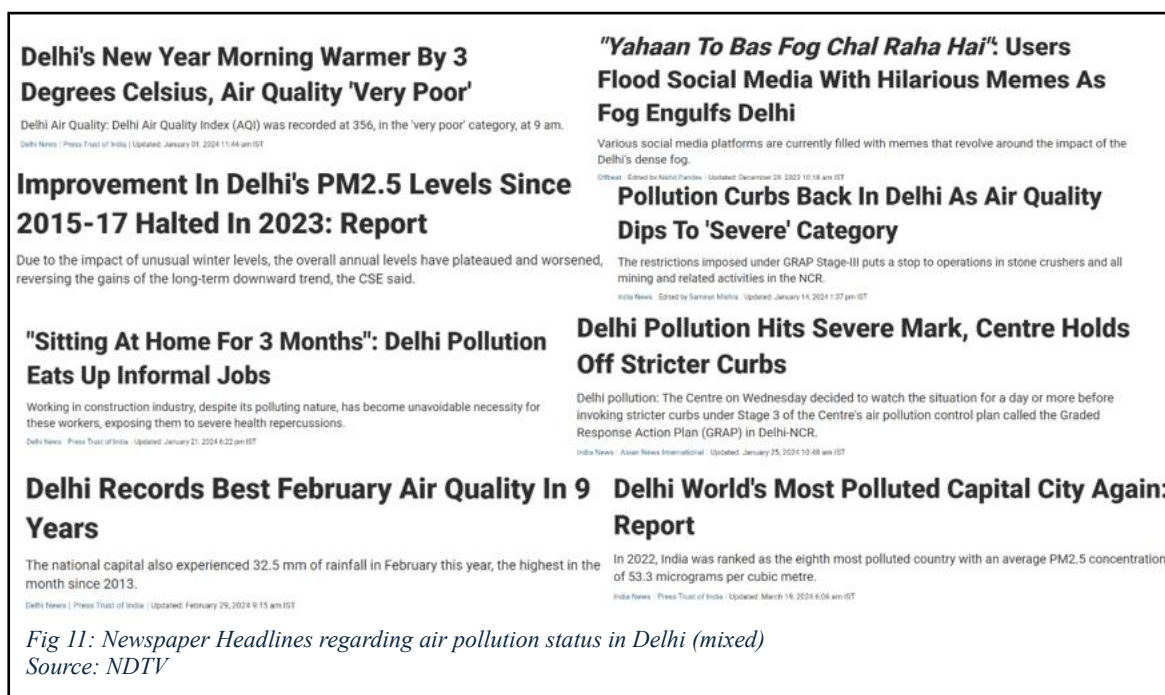 Delhi's New Year Morning Warmer By 3
Degrees Celsius, Air Quality 'Very Poor'
Delhi Air Quality: Delhi Air Quality Index (AQI) was recorded at 356, in the 'very poor' category, at 9 am.
Delhi News | Press Trust of India | Updated: January 01, 2024 11:44 am IST
"Yahaan To Bas Fog Chal Raha Hai": Users
Flood Social Media With Hilarious Memes As
Fog Engulfs Delhi
Various social media platforms are currently filled with memes that revolve around the impact of the
Delhi's dense fog.
Offbeat | Edited by Nikhil Pandey | Updated: December 28, 2023 10:18 am IST
Improvement In Delhi's PM2.5 Levels Since
2015-17 Halted In 2023: Report
Due to the impact of unusual winter levels, the overall annual levels have plateaued and worsened,
reversing the gains of the long-term downward trend, the CSE said.
Pollution Curbs Back In Delhi As Air Quality
Dips To 'Severe' Category
The restrictions imposed under GRAP Stage-III puts a stop to operations in stone crushers and all
mining and related activities in the NCR.
India News | Edited by Samiran Mishra | Updated: January 14, 2024 1:37 pm IST
"Sitting At Home For 3 Months": Delhi Pollution
Eats Up Informal Jobs
Working in construction industry, despite its polluting nature, has become unavoidable necessity for
these workers, exposing them to severe health repercussions.
Delhi News | Press Trust of India | Updated: January 21, 2024 6:22 pm IST
Delhi Pollution Hits Severe Mark, Centre Holds
Off Stricter Curbs
Delhi pollution: The Centre on Wednesday decided to watch the situation for a day or more before
invoking stricter curbs under Stage 3 of the Centre's air pollution control plan called the Graded
Response Action Plan (GRAP) in Delhi-NCR.
India News | Asian News International | Updated: January 25, 2024 10:48 am IST
Delhi Records Best February Air Quality In 9
Years
The national capital also experienced 32.5 mm of rainfall in February this year, the highest in the
month since 2013.
Delhi News | Press Trust of India | Updated: February 29, 2024 9:15 am IST
Delhi World's Most Polluted Capital City Again:
Report
In 2022, India was ranked as the eighth most polluted country with an average PM2.5 concentration
of 53.3 micrograms per cubic metre.
India News | Press Trust of India | Updated: March 19, 2024 6:06 am IST
Fig 11: Newspaper Headlines regarding air pollution status in Delhi (mixed)
Source: NDTV